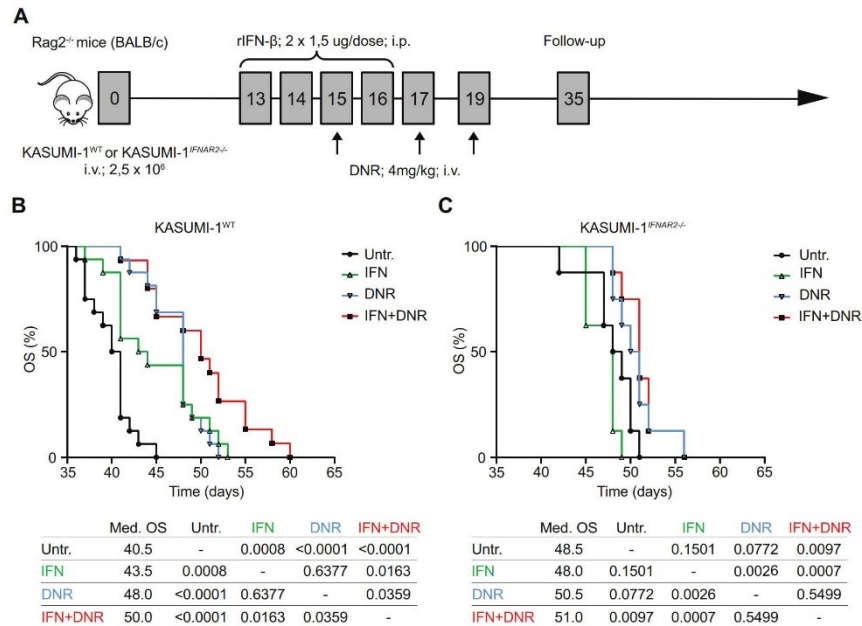 A
Rag2-/- mice (BALB/c)
rIFN-β; 2 x 1,5 ug/dose; i.p.
Follow-up
0
13
14
15
16
17
19
35
KASUMI-1WT or KASUMI-1IFNAR2-/-
i.v.; 2,5 x 10⁶
DNR; 4mg/kg; i.v.
B
KASUMI-1WT
OS (%)
100
50
0
35 40 45 50 55 60 65
Time (days)
Untr.
IFN
DNR
IFN+DNR
Med. OS Untr. IFN DNR IFN+DNR
Untr. 40.5 - 0.0008 <0.0001 <0.0001
IFN 43.5 0.0008 - 0.6377 0.0163
DNR 48.0 <0.0001 0.6377 - 0.0359
IFN+DNR 50.0 <0.0001 0.0163 0.0359 -
C
KASUMI-1IFNAR2-/-
OS (%)
100
50
0
35 45 55 65
Time (days)
Untr.
IFN
DNR
IFN+DNR
Med. OS Untr. IFN DNR IFN+DNR
Untr. 48.5 - 0.1501 0.0772 0.0097
IFN 48.0 0.1501 - 0.0026 0.0007
DNR 50.5 0.0772 0.0026 - 0.5499
IFN+DNR 51.0 0.0097 0.0007 0.5499 -